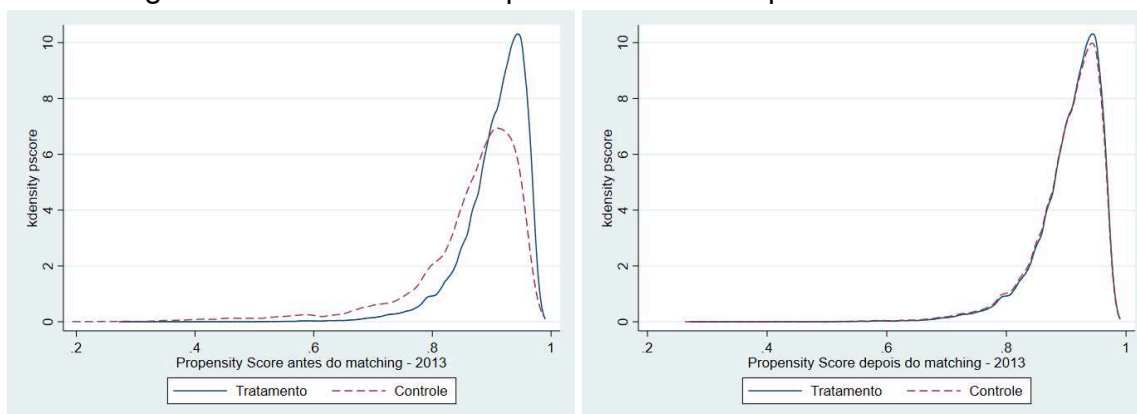 kdensity pscore
10
8
6
4
2
0
.2 .4 .6 .8 1
Propensity Score antes do matching - 2013
Tratamento Controle
kdensity pscore
10
8
6
4
2
0
.2 .4 .6 .8 1
Propensity Score depois do matching - 2013
Tratamento Controle